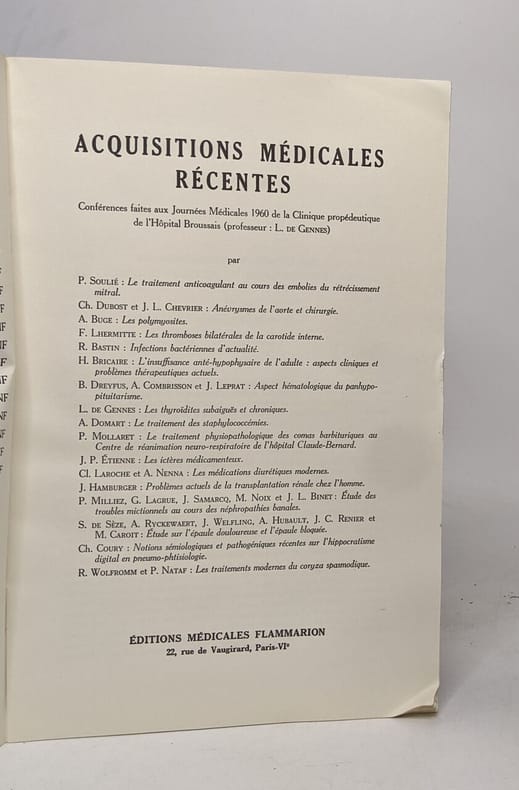 ACQUISITIONS MÉDICALES
RÉCENTES
Conférences faites aux Journées Médicales 1960 de la Clinique propédeutique
de l'Hôpital Broussais (professeur : L. DE GENNES)
par
P. SOULIÉ : Le traitement anticoagulant au cours des embolies du rétrécissement
mitral.
Ch. DUBOST et J. L. CHEVRIER : Anévrysmes de l'aorte et chirurgie.
A. BUGE : Les polymyosites.
F. LHERMITTE : Les thromboses bilatérales de la carotide interne.
R. BASTIN : Infections bactériennes d'actualité.
H. BRICAIRE : L'insuffisance anté-hypophysaire de l'adulte : aspects cliniques et
problèmes thérapeutiques actuels.
B. DREYFUS, A. COMBRISSON et J. LEPRAT : Aspect hématologique du panhypo-
pituitarisme.
L. DE GENNES : Les thyroïdites subaiguës et chroniques.
A. DOMART : Le traitement des staphylococcémies.
P. MOLLARET : Le traitement physiopathologique des comas barbituriques au
Centre de réanimation neuro-respiratoire de l'hôpital Claude-Bernard.
J. P. ÉTIENNE : Les ictères médicamenteux.
Cl. LAROCHE et A. NENNA : Les médications diurétiques modernes.
J. HAMBURGER : Problèmes actuels de la transplantation rénale chez l'homme.
P. MILLIEZ, G. LAGRUE, J. SAMARCQ, M. NOIX et J. L. BINET : Étude des
troubles mictionnels au cours des néphropathies banales.
S. DE SÈZE, A. RYCKEWAERT, J. WELFLING, A. HUBAULT, J. C. RENIER et
M. CAROIT : Étude sur l'épaule douloureuse et l'épaule bloquée.
Ch. COURY : Notions sémiologiques et pathogéniques récentes sur l'hippocratisme
digital en pneumo-phtisiologie.
R. WOLFROMM et P. NATAF : Les traitements modernes du coryza spasmodique.
ÉDITIONS MÉDICALES FLAMMARION
22, rue de Vaugirard, Paris-VIe